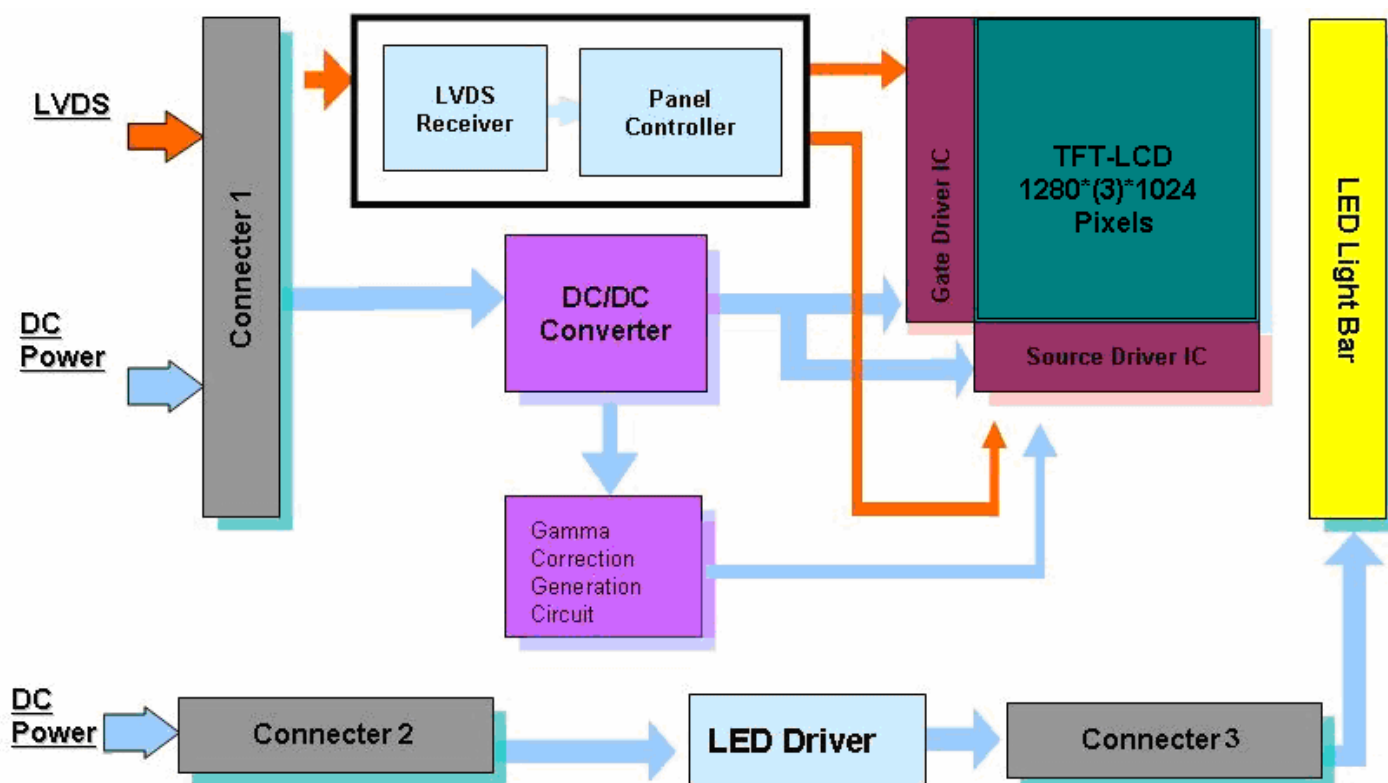 LVDS
DC
Power
Connecter 1
LVDS
Receiver
Panel
Controller
DC/DC
Converter
Gamma
Correction
Generation
Circuit
Gate Driver IC
TFT-LCD
1280*(3)*1024
Pixels
Source Driver IC
LED Light Bar
DC
Power
Connecter 2
LED Driver
Connecter 3